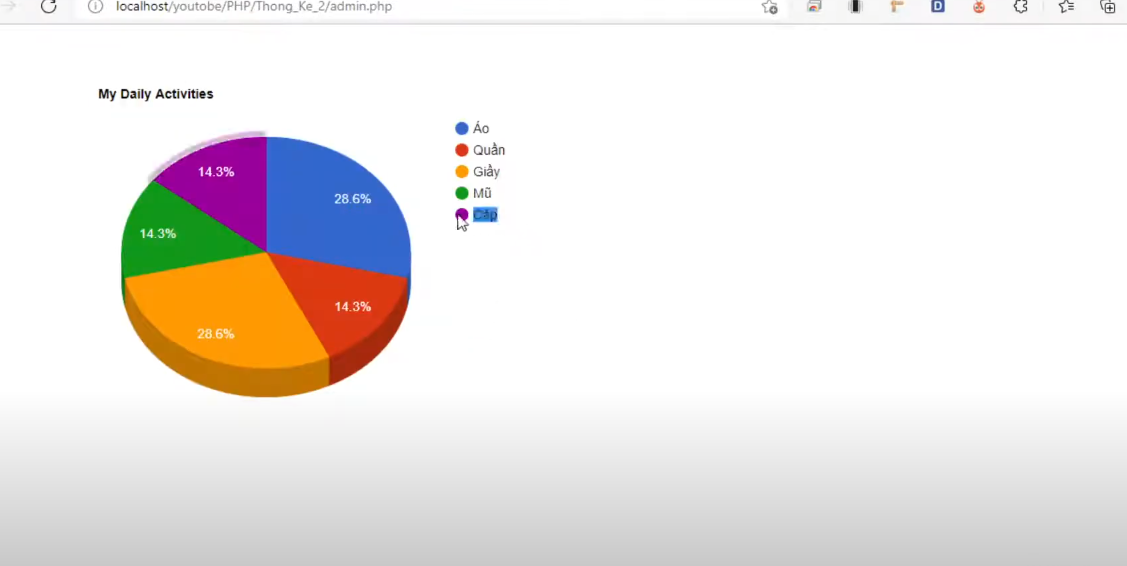 localhost/youtobe/PHP/Thong_Ke_2/admin.php
D
My Daily Activities
Áo
Quần
Giầy
Mũ
Cặp
14.3%
28.6%
14.3%
14.3%
28.6%